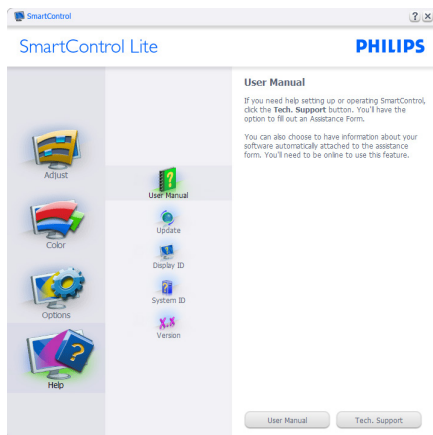 SmartControl
SmartControl Lite
PHILIPS
Adjust
Color
Options
Help
User Manual
Update
Display ID
System ID
X.X
Version
User Manual
If you need help setting up or operating SmartControl,
click the Tech. Support button. You'll have the
option to fill out an Assistance Form.
You can also choose to have information about your
software automatically attached to the assistance
form. You'll need to be online to use this feature.
User Manual
Tech. Support